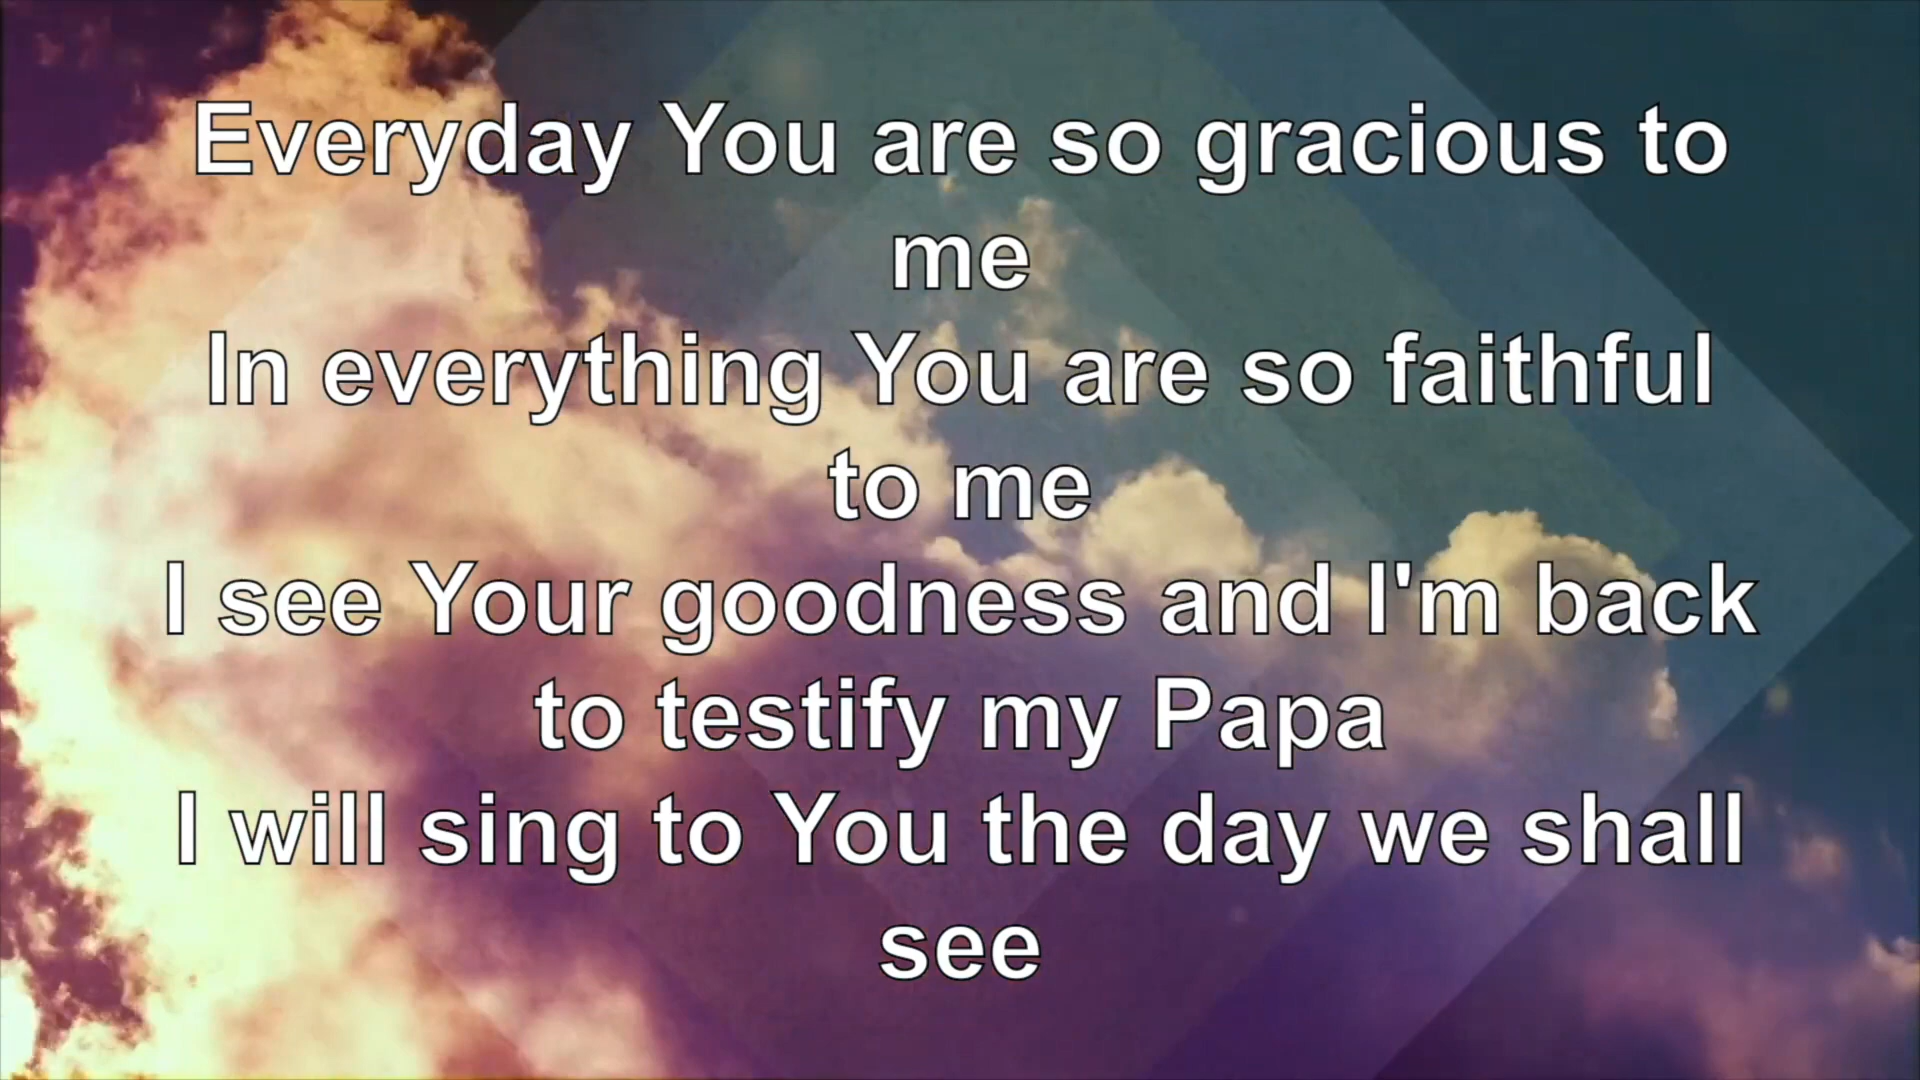 Everyday You are so gracious to
me
In everything You are so faithful
to me
I see Your goodness and I'm back
to testify my Papa
I will sing to You the day we shall
see